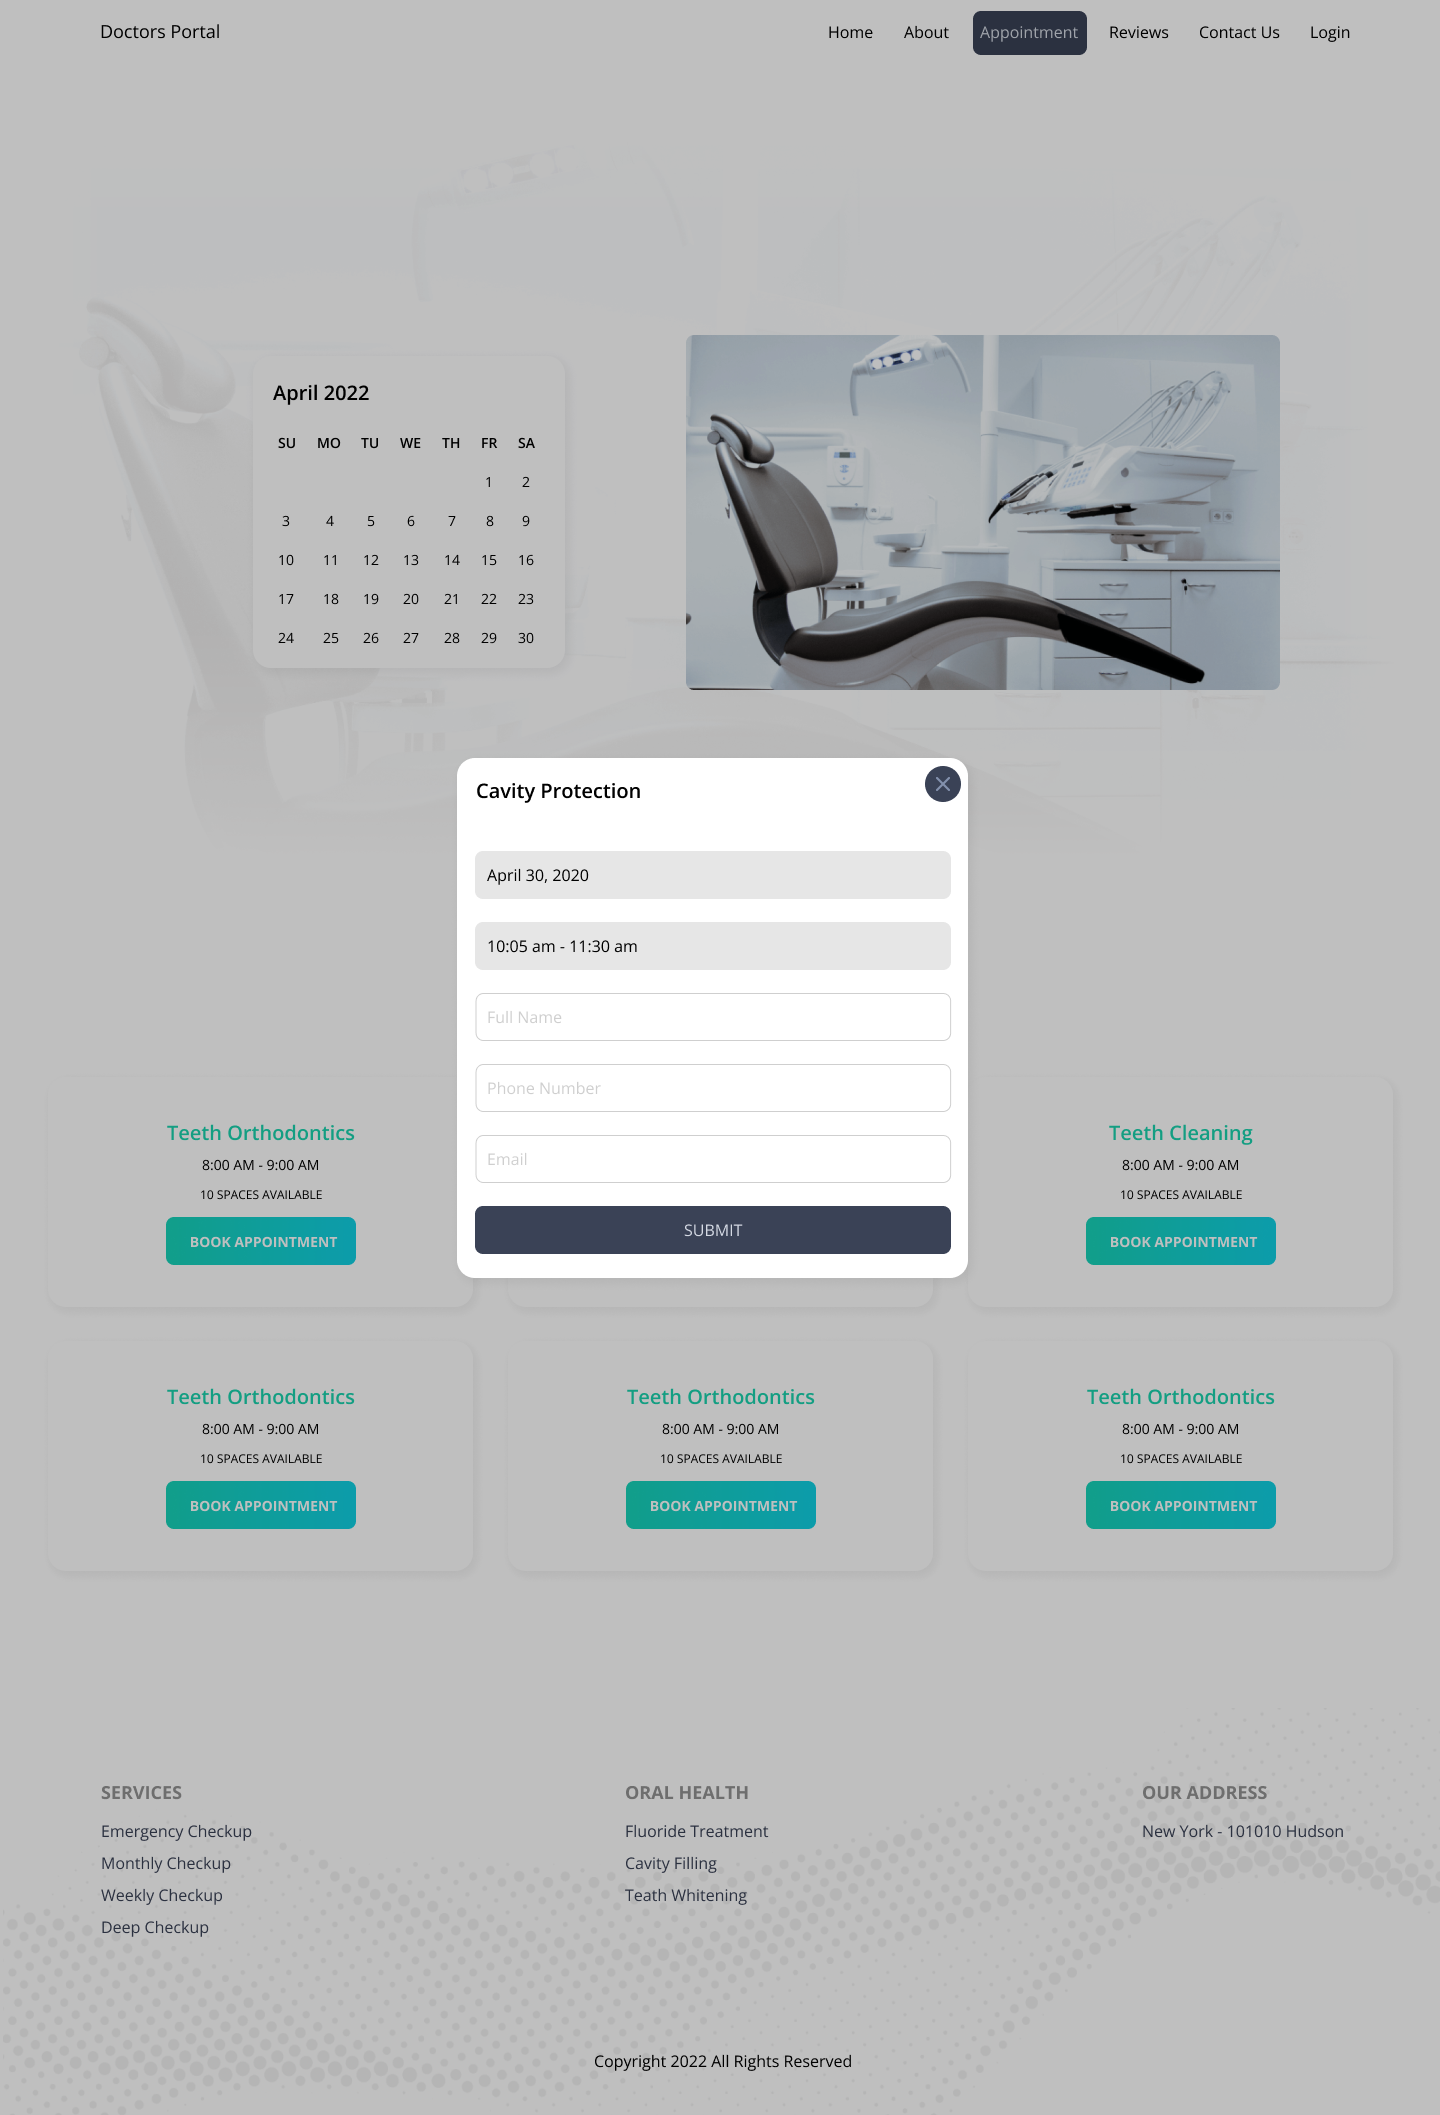 Doctors Portal
Home About Appointment Reviews Contact Us Login
April 2022
SU MO TU WE TH FR SA
1 2
3 4 5 6 7 8 9
10 11 12 13 14 15 16
17 18 19 20 21 22 23
24 25 26 27 28 29 30
Cavity Protection
April 30, 2020
10:05 am - 11:30 am
Full Name
Phone Number
Email
SUBMIT
Teeth Orthodontics
8:00 AM - 9:00 AM
10 SPACES AVAILABLE
BOOK APPOINTMENT
Teeth Cleaning
8:00 AM - 9:00 AM
10 SPACES AVAILABLE
BOOK APPOINTMENT
Teeth Orthodontics
8:00 AM - 9:00 AM
10 SPACES AVAILABLE
BOOK APPOINTMENT
Teeth Orthodontics
8:00 AM - 9:00 AM
10 SPACES AVAILABLE
BOOK APPOINTMENT
Teeth Orthodontics
8:00 AM - 9:00 AM
10 SPACES AVAILABLE
BOOK APPOINTMENT
SERVICES
Emergency Checkup
Monthly Checkup
Weekly Checkup
Deep Checkup
ORAL HEALTH
Fluoride Treatment
Cavity Filling
Teath Whitening
OUR ADDRESS
New York - 101010 Hudson
Copyright 2022 All Rights Reserved